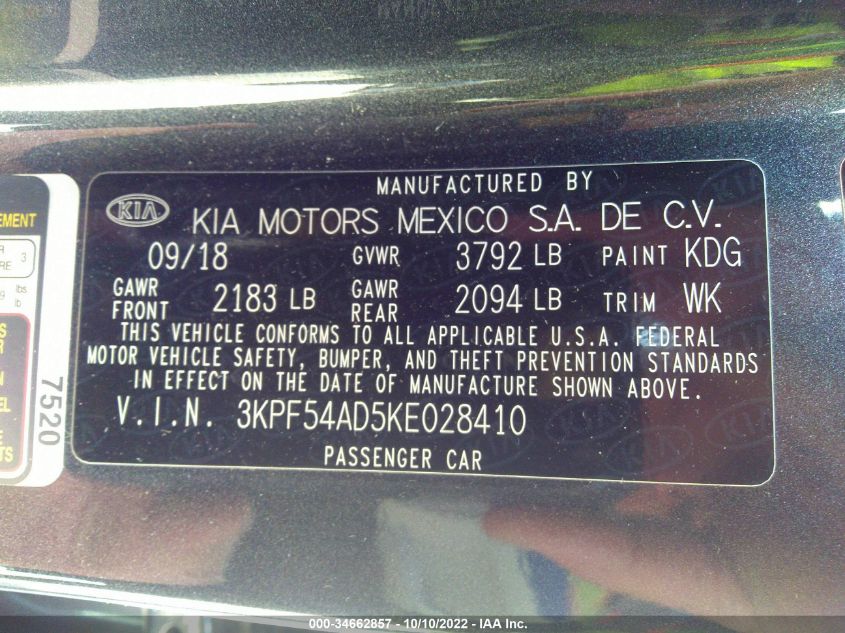 MANUFACTURED BY
KIA KIA MOTORS MEXICO S.A. DE C.V.
09/18 GVWR 3792 LB PAINT KDG
GAWR FRONT 2183 LB GAWR REAR 2094 LB TRIM WK
THIS VEHICLE CONFORMS TO ALL APPLICABLE U.S.A. FEDERAL
MOTOR VEHICLE SAFETY, BUMPER, AND THEFT PREVENTION STANDARDS
IN EFFECT ON THE DATE OF MANUFACTURE SHOWN ABOVE.
V.I.N. 3KPF54AD5KE028410
PASSENGER CAR
7520
000-34662857 - 10/10/2022 - IAA Inc.